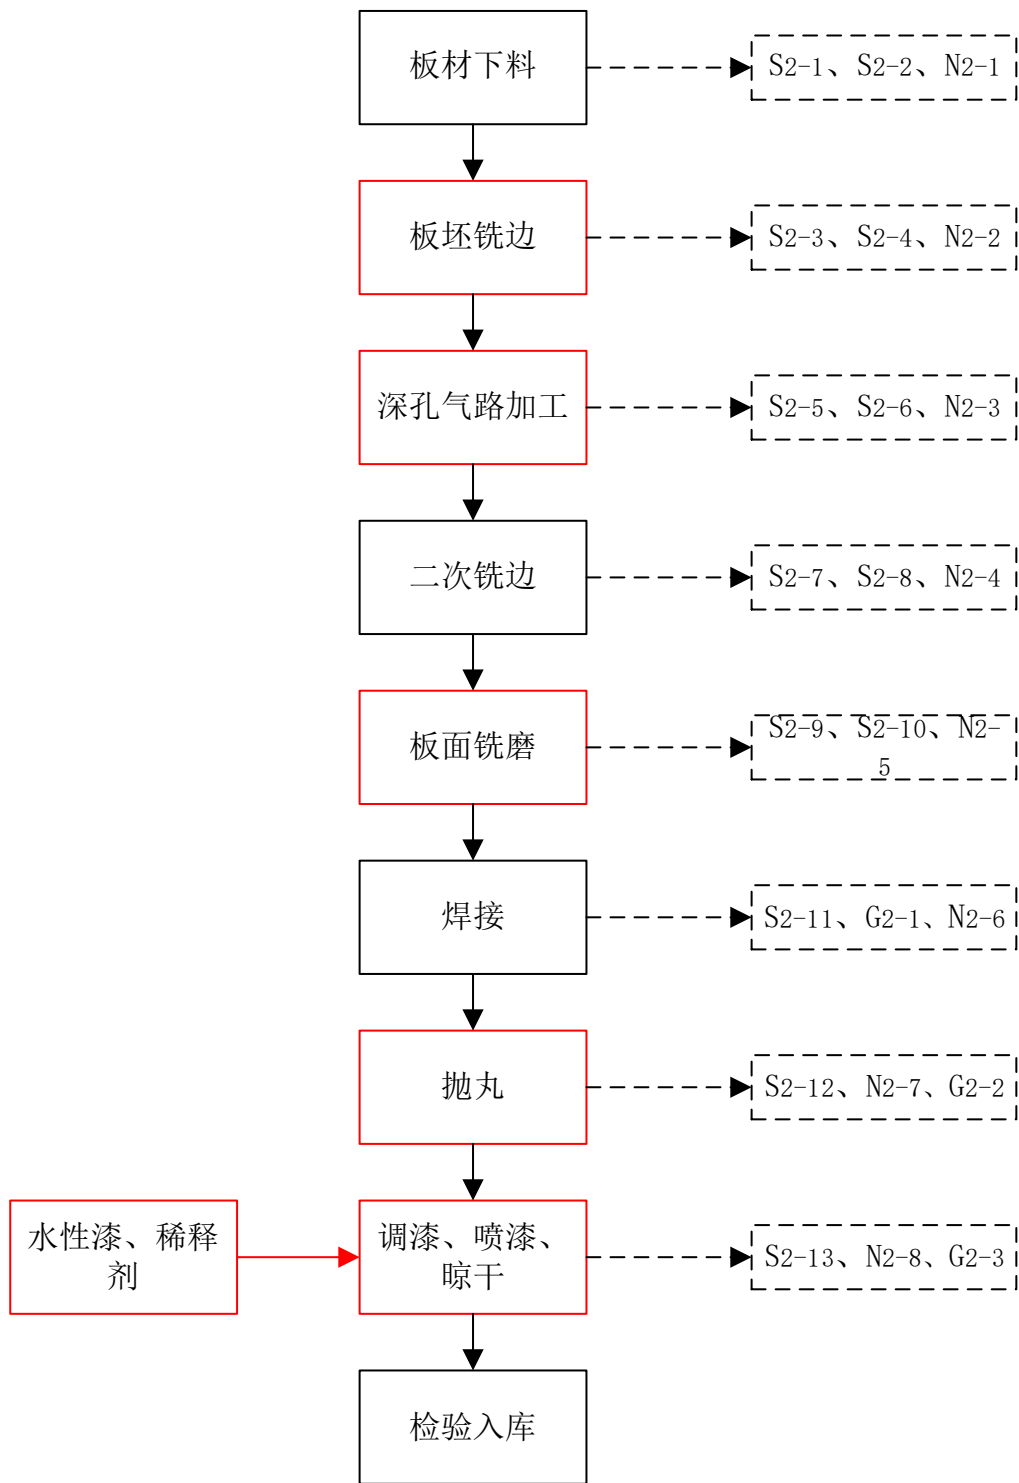 板材下料
S2-1、S2-2、N2-1
板坯铣边
S2-3、S2-4、N2-2
深孔气路加工
S2-5、S2-6、N2-3
二次铣边
S2-7、S2-8、N2-4
板面铣磨
S2-9、S2-10、N2-
5
焊接
S2-11、G2-1、N2-6
抛丸
S2-12、N2-7、G2-2
水性漆、稀释
剂
调漆、喷漆、
晾干
S2-13、N2-8、G2-3
检验入库